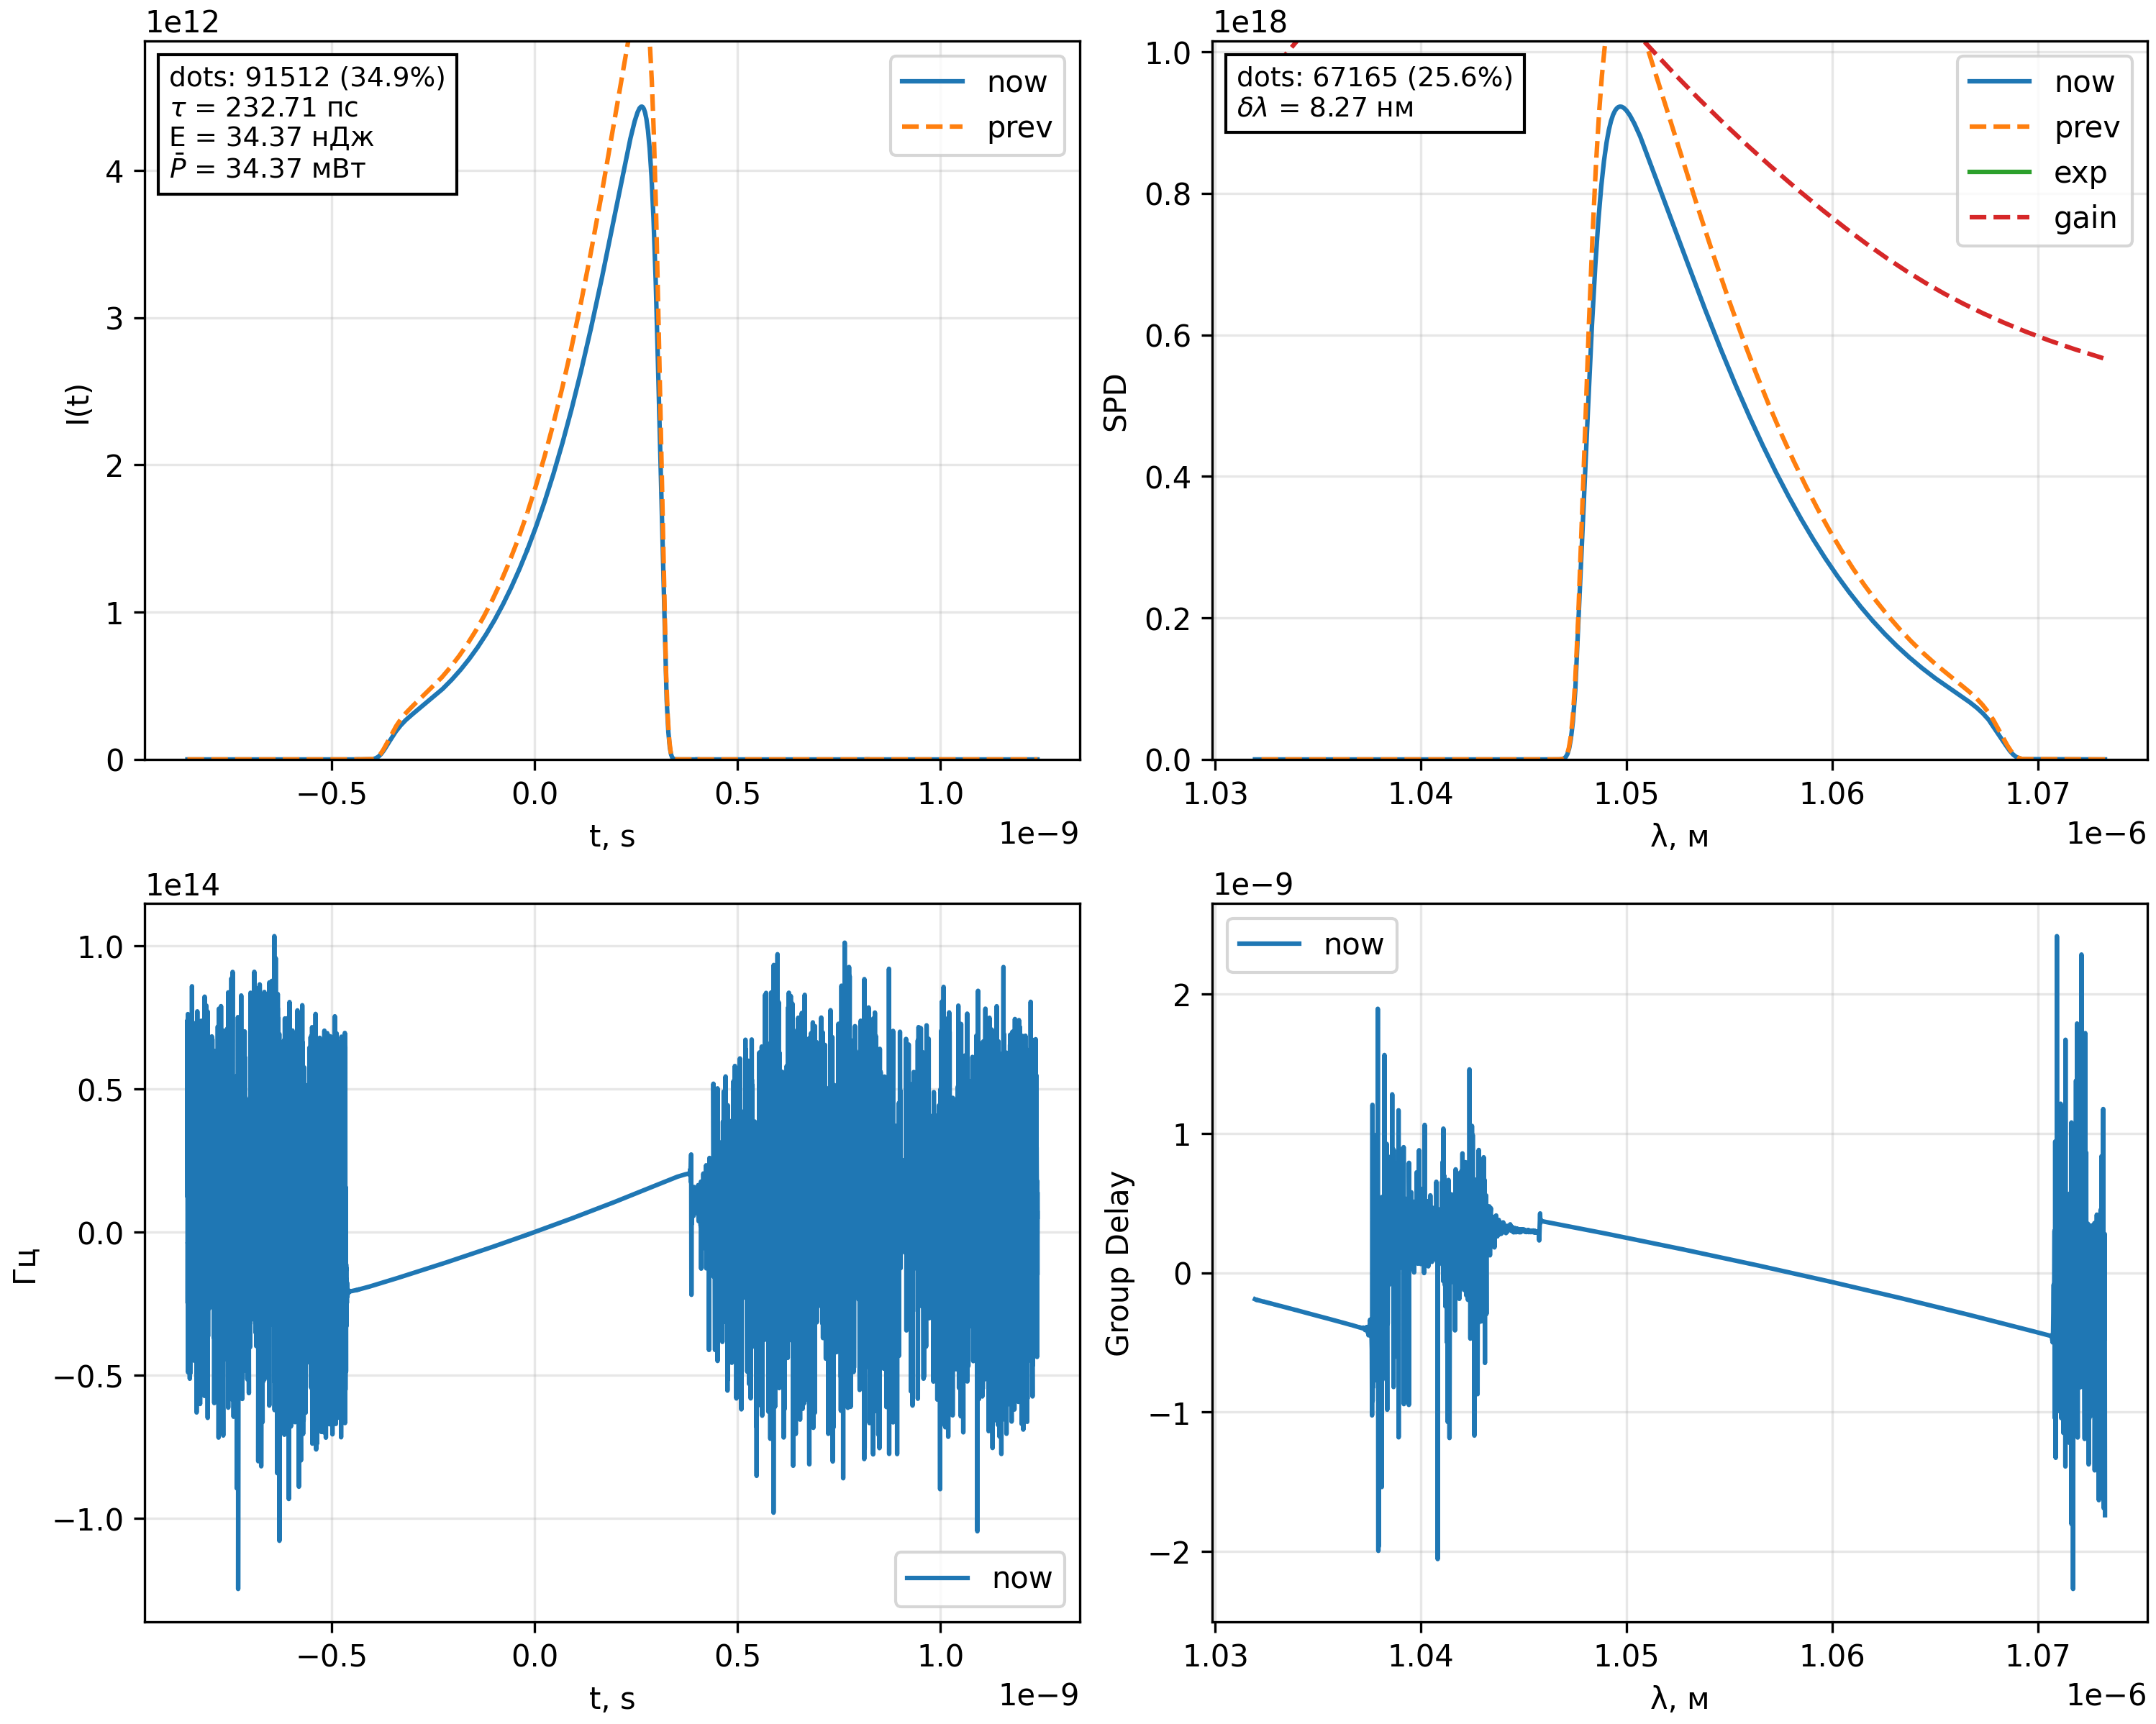 1e12
dots: 91512 (34.9%)
τ = 232.71 пс
E = 34.37 нДж
P̄ = 34.37 мВт
now
prev
I(t)
4
3
2
1
0
−0.5
0.0
0.5
1.0
t, s
1e−9
1e18
dots: 67165 (25.6%)
δλ = 8.27 нм
now
prev
exp
gain
SPD
1.0
0.8
0.6
0.4
0.2
0.0
1.03
1.04
1.05
1.06
1.07
λ, м
1e−6
1e14
Гц
1.0
0.5
0.0
−0.5
−1.0
now
−0.5
0.0
0.5
1.0
t, s
1e−9
1e−9
now
Group Delay
2
1
0
−1
−2
1.03
1.04
1.05
1.06
1.07
λ, м
1e−6